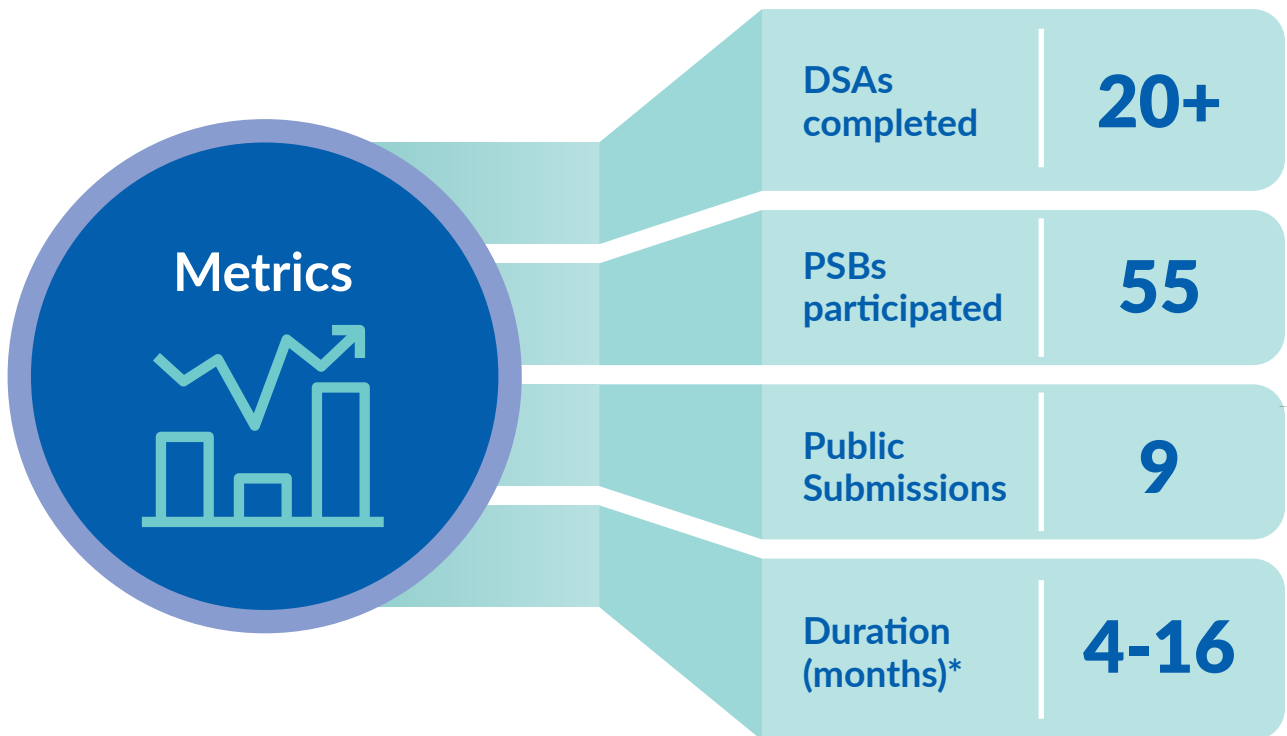 Metrics
DSAs
completed
20+
PSBs
participated
55
Public
Submissions
9
Duration
(months)*
4-16